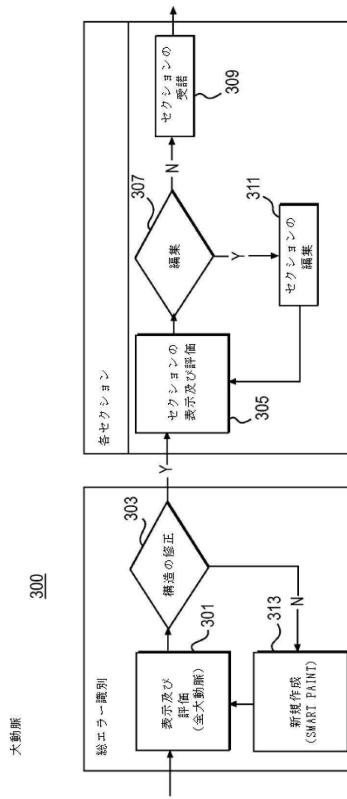 大動脈
300
総エラー識別
表示及び
評価
(全大動脈)
301
構造の修正
303
Y
N
新規作成
(SMART PAINT)
313
各セクション
セクションの
表示及び評価
305
編集
307
N
Y
セクションの
受諾
309
セクションの
編集
311